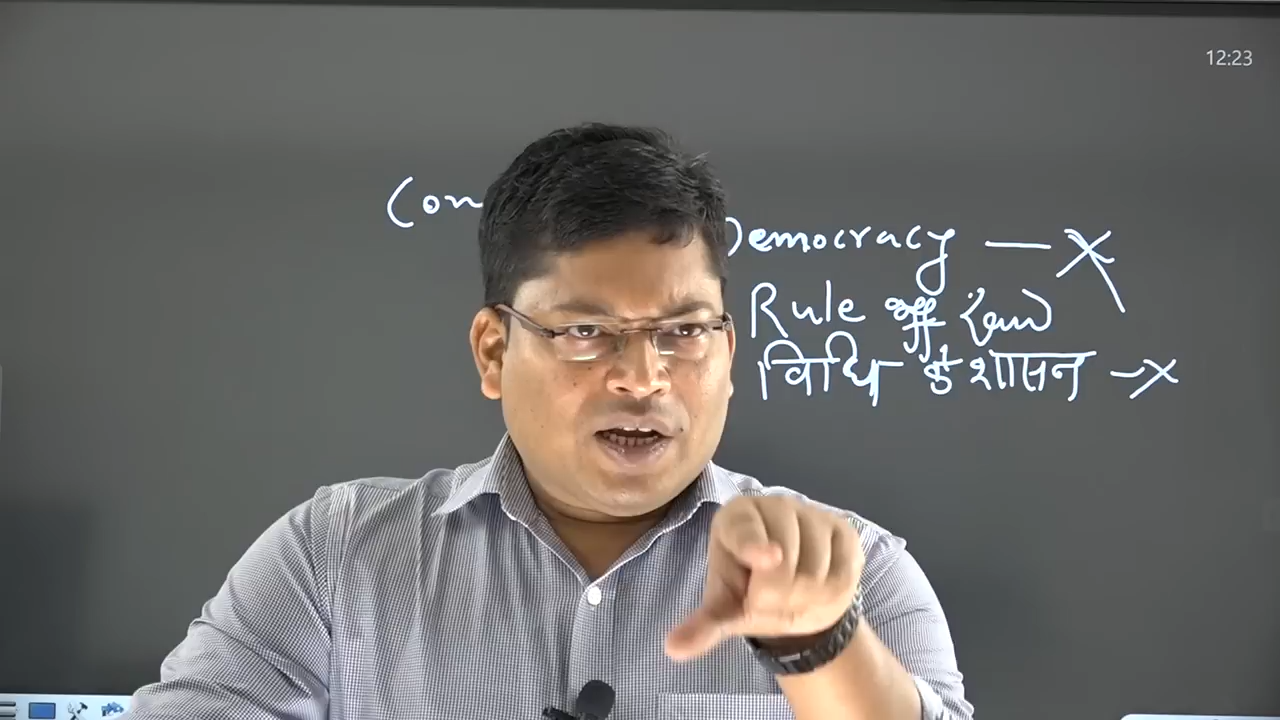 12:23
Con
Democracy — X
Rule of Law
विधि के शासन – X